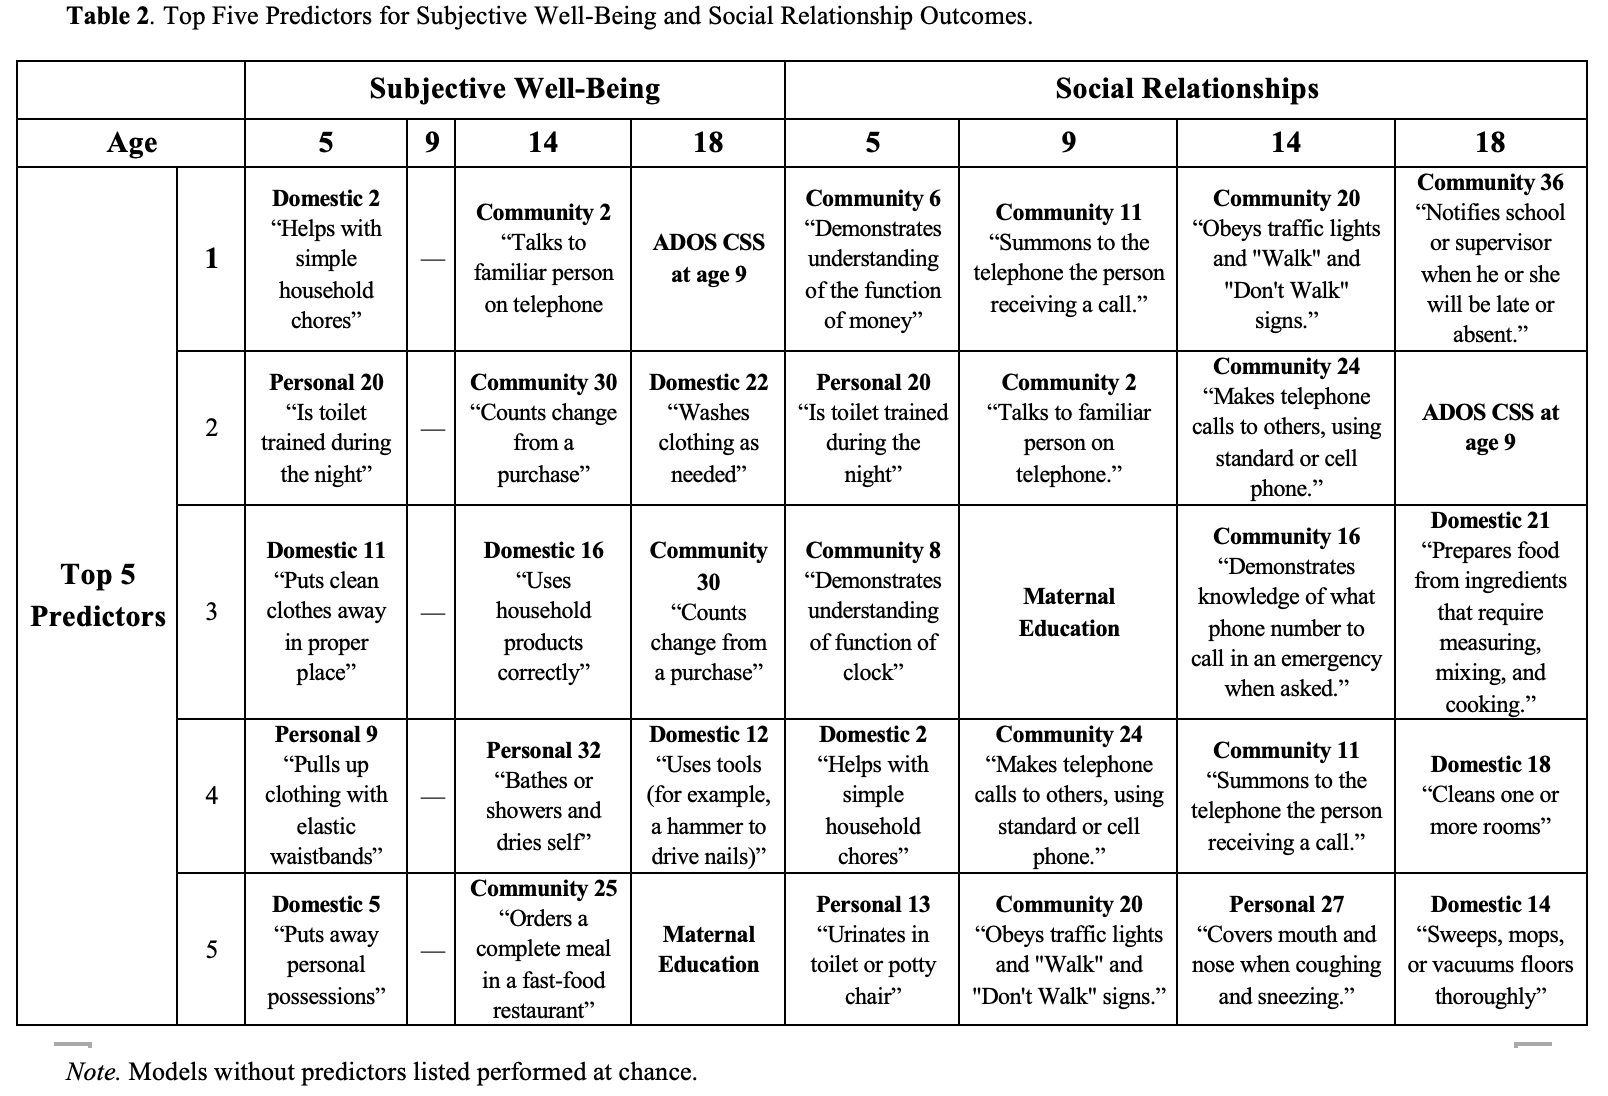 Table 2. Top Five Predictors for Subjective Well-Being and Social Relationship Outcomes.
Subjective Well-Being
Social Relationships
Age
5
9
14
18
5
9
14
18
Top 5
Predictors
1
Domestic 2
“Helps with
simple
household
chores”
—
Community 2
“Talks to
familiar person
on telephone
ADOS CSS
at age 9
Community 6
“Demonstrates
understanding
of the function
of money”
Community 11
“Summons to the
telephone the person
receiving a call.”
Community 20
“Obeys traffic lights
and "Walk" and
"Don't Walk"
signs.”
Community 36
“Notifies school
or supervisor
when he or she
will be late or
absent.”
2
Personal 20
“Is toilet
trained during
the night”
—
Community 30
“Counts change
from a
purchase”
Domestic 22
“Washes
clothing as
needed”
Personal 20
“Is toilet trained
during the
night”
Community 2
“Talks to familiar
person on
telephone.”
Community 24
“Makes telephone
calls to others, using
standard or cell
phone.”
ADOS CSS at
age 9
3
Domestic 11
“Puts clean
clothes away
in proper
place”
—
Domestic 16
“Uses
household
products
correctly”
Community
30
“Counts
change from
a purchase”
Community 8
“Demonstrates
understanding
of function of
clock”
Maternal
Education
Community 16
“Demonstrates
knowledge of what
phone number to
call in an emergency
when asked.”
Domestic 21
“Prepares food
from ingredients
that require
measuring,
mixing, and
cooking.”
4
Personal 9
“Pulls up
clothing with
elastic
waistbands”
—
Personal 32
“Bathes or
showers and
dries self”
Domestic 12
“Uses tools
(for example,
a hammer to
drive nails)”
Domestic 2
“Helps with
simple
household
chores”
Community 24
“Makes telephone
calls to others, using
standard or cell
phone.”
Community 11
“Summons to the
telephone the person
receiving a call.”
Domestic 18
“Cleans one or
more rooms”
5
Domestic 5
“Puts away
personal
possessions”
—
Community 25
“Orders a
complete meal
in a fast-food
restaurant”
Maternal
Education
Personal 13
“Urinates in
toilet or potty
chair”
Community 20
“Obeys traffic lights
and "Walk" and
"Don't Walk" signs.”
Personal 27
“Covers mouth and
nose when coughing
and sneezing.”
Domestic 14
“Sweeps, mops,
or vacuums floors
thoroughly”
Note. Models without predictors listed performed at chance.